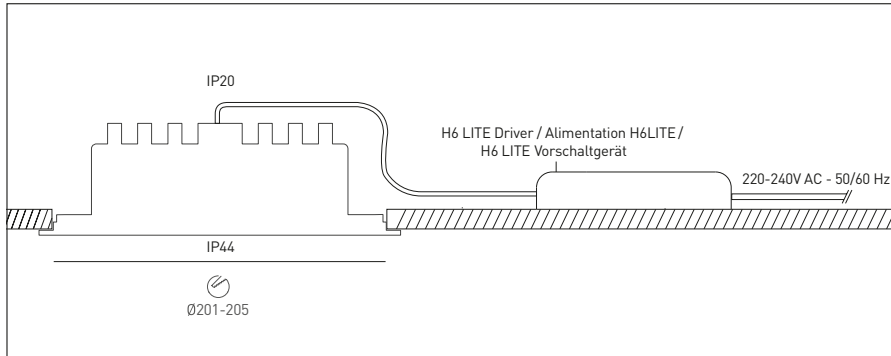 IP20
H6 LITE Driver / Alimentation H6LITE /
H6 LITE Vorschaltgerät
220-240V AC - 50/60 Hz
IP44
Ø201-205